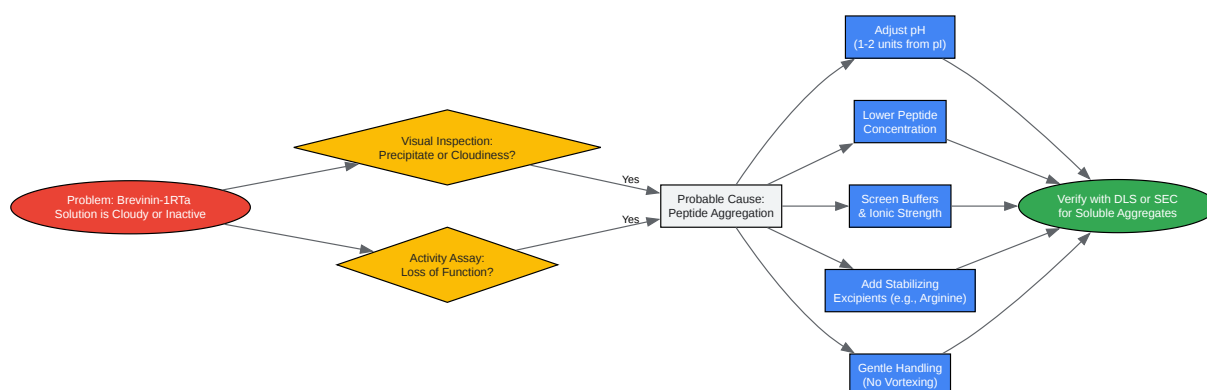 Problem: Brevinin-1RTa
Solution is Cloudy or Inactive
Visual Inspection:
Precipitate or Cloudiness?
Activity Assay:
Loss of Function?
Yes
Yes
Probable Cause:
Peptide Aggregation
Adjust pH
(1-2 units from pI)
Lower Peptide
Concentration
Screen Buffers
& Ionic Strength
Add Stabilizing
Excipients (e.g., Arginine)
Gentle Handling
(No Vortexing)
Verify with DLS or SEC
for Soluble Aggregates